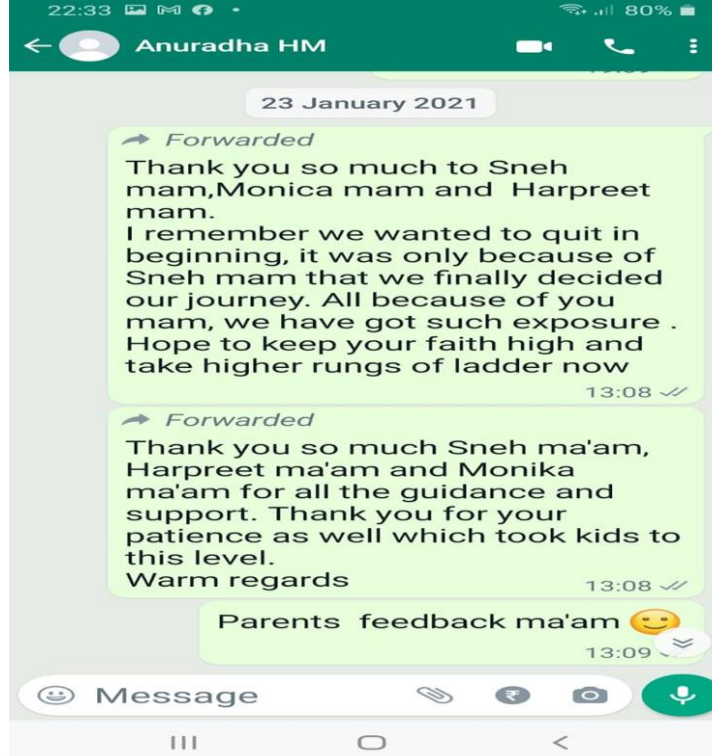 22:33 80%
Anuradha HM
23 January 2021
Forwarded
Thank you so much to Sneh
mam,Monica mam and Harpreet
mam.
I remember we wanted to quit in
beginning, it was only because of
Sneh mam that we finally decided
our journey. All because of you
mam, we have got such exposure .
Hope to keep your faith high and
take higher rungs of ladder now
13:08
Forwarded
Thank you so much Sneh ma'am,
Harpreet ma'am and Monika
ma'am for all the guidance and
support. Thank you for your
patience as well which took kids to
this level.
Warm regards
13:08
Parents feedback ma'am 🙂
13:09
Message